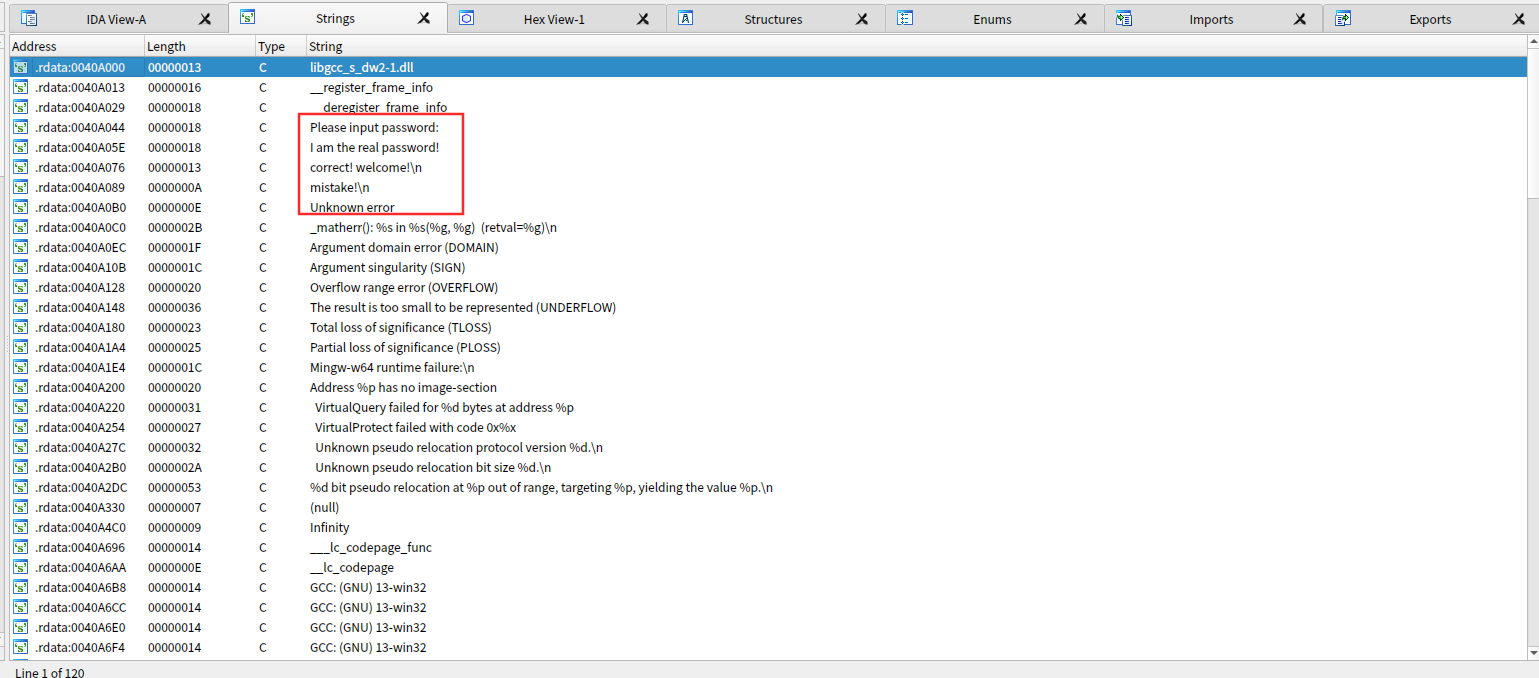 IDA View-A Strings Hex View-1 Structures Enums Imports Exports
Address Length Type String
.rdata:0040A000 00000013 C libgcc_s_dw2-1.dll
.rdata:0040A013 00000016 C __register_frame_info
.rdata:0040A029 00000018 C __deregister_frame_info
.rdata:0040A044 00000018 C Please input password:
.rdata:0040A05E 00000018 C I am the real password!
.rdata:0040A076 00000013 C correct! welcome!\n
.rdata:0040A089 0000000A C mistake!\n
.rdata:0040A0B0 0000000E C Unknown error
.rdata:0040A0C0 0000002B C _matherr(): %s in %s(%g, %g) (retval=%g)\n
.rdata:0040A0EC 0000001F C Argument domain error (DOMAIN)
.rdata:0040A10B 0000001C C Argument singularity (SIGN)
.rdata:0040A128 00000020 C Overflow range error (OVERFLOW)
.rdata:0040A148 00000036 C The result is too small to be represented (UNDERFLOW)
.rdata:0040A180 00000023 C Total loss of significance (TLOSS)
.rdata:0040A1A4 00000025 C Partial loss of significance (PLOSS)
.rdata:0040A1E4 0000001C C Mingw-w64 runtime failure:\n
.rdata:0040A200 00000020 C Address %p has no image-section
.rdata:0040A220 00000031 C VirtualQuery failed for %d bytes at address %p
.rdata:0040A254 00000027 C VirtualProtect failed with code 0x%x
.rdata:0040A27C 00000032 C Unknown pseudo relocation protocol version %d.\n
.rdata:0040A2B0 0000002A C Unknown pseudo relocation bit size %d.\n
.rdata:0040A2DC 00000053 C %d bit pseudo relocation at %p out of range, targeting %p, yielding the value %p.\n
.rdata:0040A330 00000007 C (null)
.rdata:0040A4C0 00000009 C Infinity
.rdata:0040A696 00000014 C ___lc_codepage_func
.rdata:0040A6AA 0000000E C __lc_codepage
.rdata:0040A6B8 00000014 C GCC: (GNU) 13-win32
.rdata:0040A6CC 00000014 C GCC: (GNU) 13-win32
.rdata:0040A6E0 00000014 C GCC: (GNU) 13-win32
.rdata:0040A6F4 00000014 C GCC: (GNU) 13-win32
Line 1 of 120